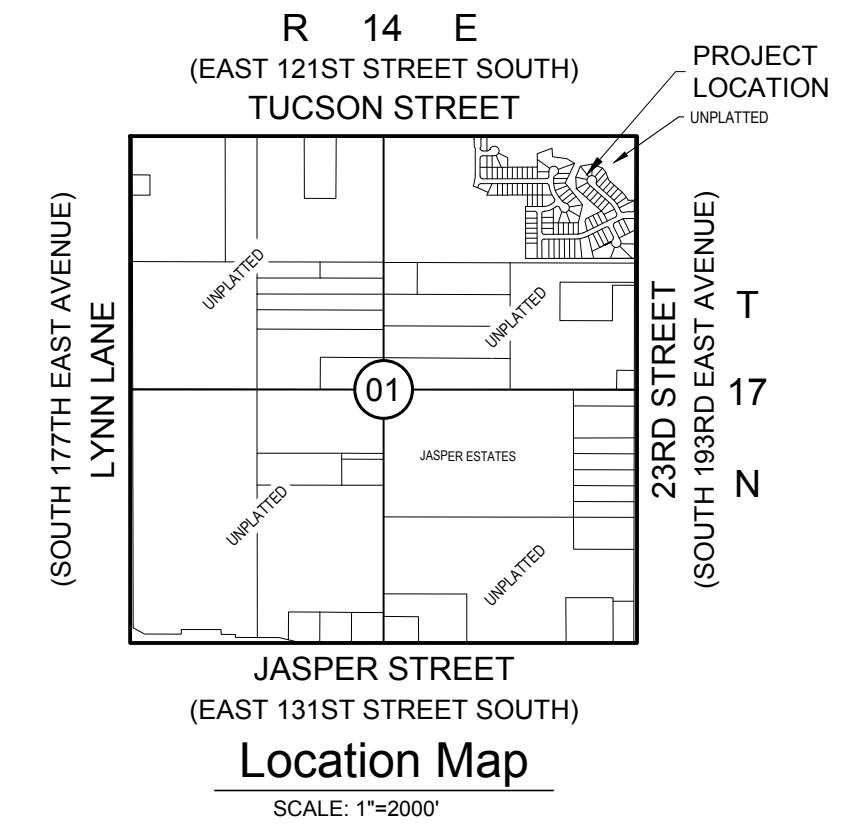 R 14 E
(EAST 121ST STREET SOUTH)
TUCSON STREET
PROJECT
LOCATION
UNPLATTED
(SOUTH 177TH EAST AVENUE)
LYNN LANE
UNPLATTED
UNPLATTED
23RD STREET
(SOUTH 193RD EAST AVENUE)
T
17
N
01
JASPER ESTATES
UNPLATTED
UNPLATTED
JASPER STREET
(EAST 131ST STREET SOUTH)
Location Map
SCALE: 1"=2000'